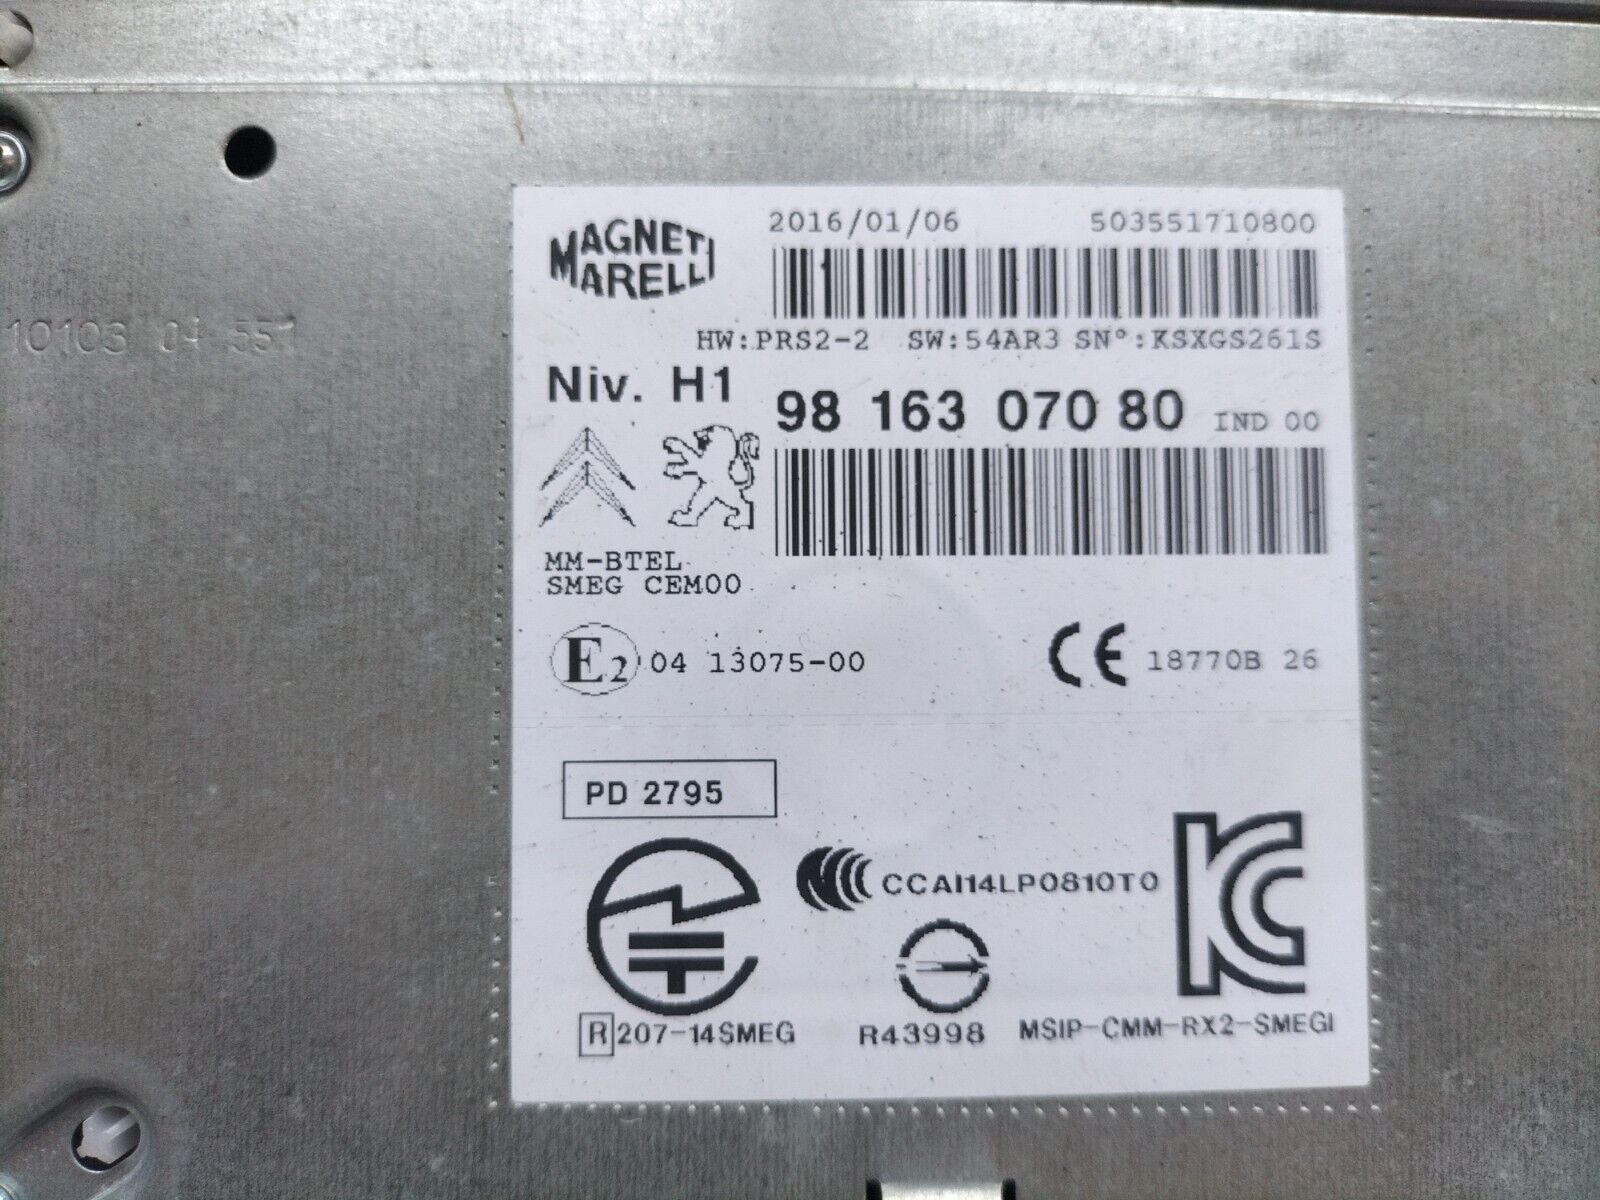 2016/01/06 503551710800
MAGNETI
MARELLI
HW:PRS2-2 SW:54AR3 SN°:KSXGS261S
10103 04 551
Niv. H1 98 163 070 80 IND 00
MM-BTEL
SMEG CEM00
E2 04 13075-00 CE 18770B 26
PD 2795
CCAI14LP0810T0
R 207-14SMEG R43998 MSIP-CMM-RX2-SMEGI